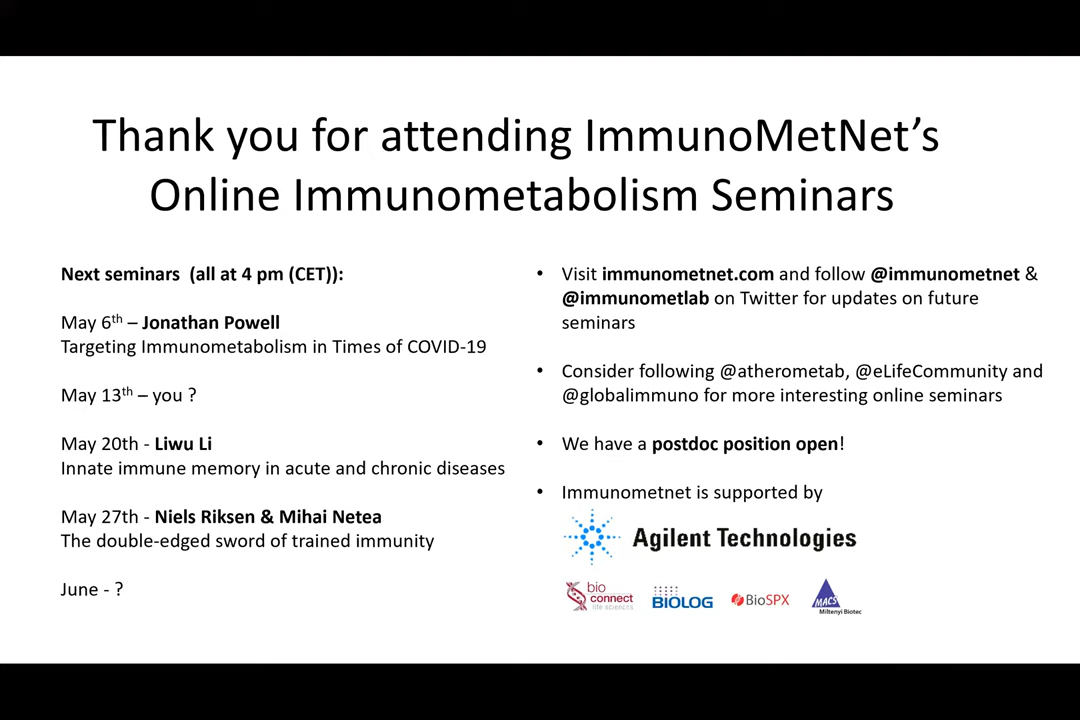 Thank you for attending ImmunoMetNet’s
Online Immunometabolism Seminars
Next seminars  (all at 4 pm (CET)):
May 6th – Jonathan Powell
Targeting Immunometabolism in Times of COVID-19
May 13th – you ?
May 20th - Liwu Li
Innate immune memory in acute and chronic diseases
May 27th - Niels Riksen & Mihai Netea
The double-edged sword of trained immunity
June - ?
• Visit immunometnet.com and follow @immunometnet &
@immunometlab on Twitter for updates on future
seminars
• Consider following @atherometab, @eLifeCommunity and
@globalimmuno for more interesting online seminars
• We have a postdoc position open!
• Immunometnet is supported by
Agilent Technologies
bio
connect
life sciences
BIOLOG
BioSPX
MACS
Miltenyi Biotec